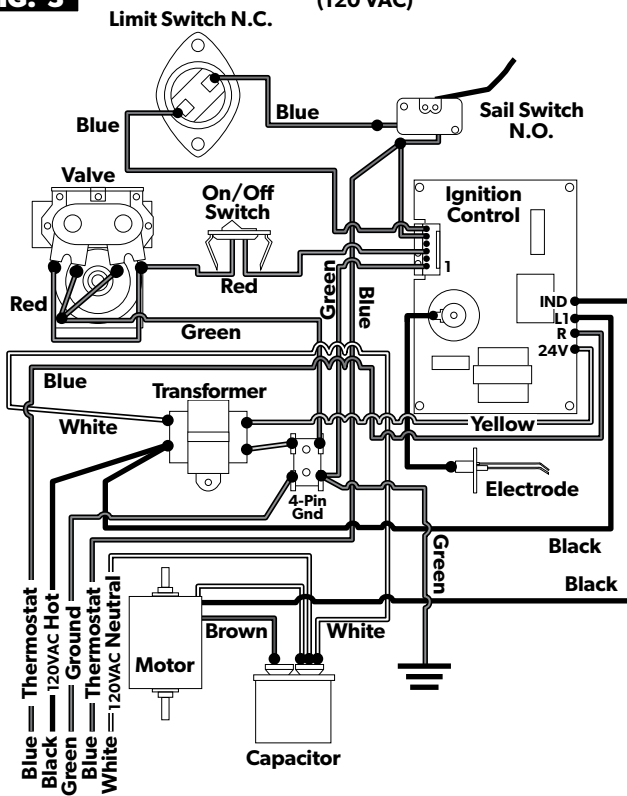 (120 VAC)
Limit Switch N.C.
Blue
Blue
Sail Switch
N.O.
Valve
On/Off
Switch
Ignition
Control
1
Red
Red
Green
Blue
Green
IND
L1
R
24V
Blue
Transformer
White
Yellow
4-Pin
Gnd
Electrode
Black
Green
Black
Brown
White
Motor
Capacitor
Blue Thermostat
Black 120VAC Hot
Green Ground
Blue Thermostat
White 120VAC Neutral